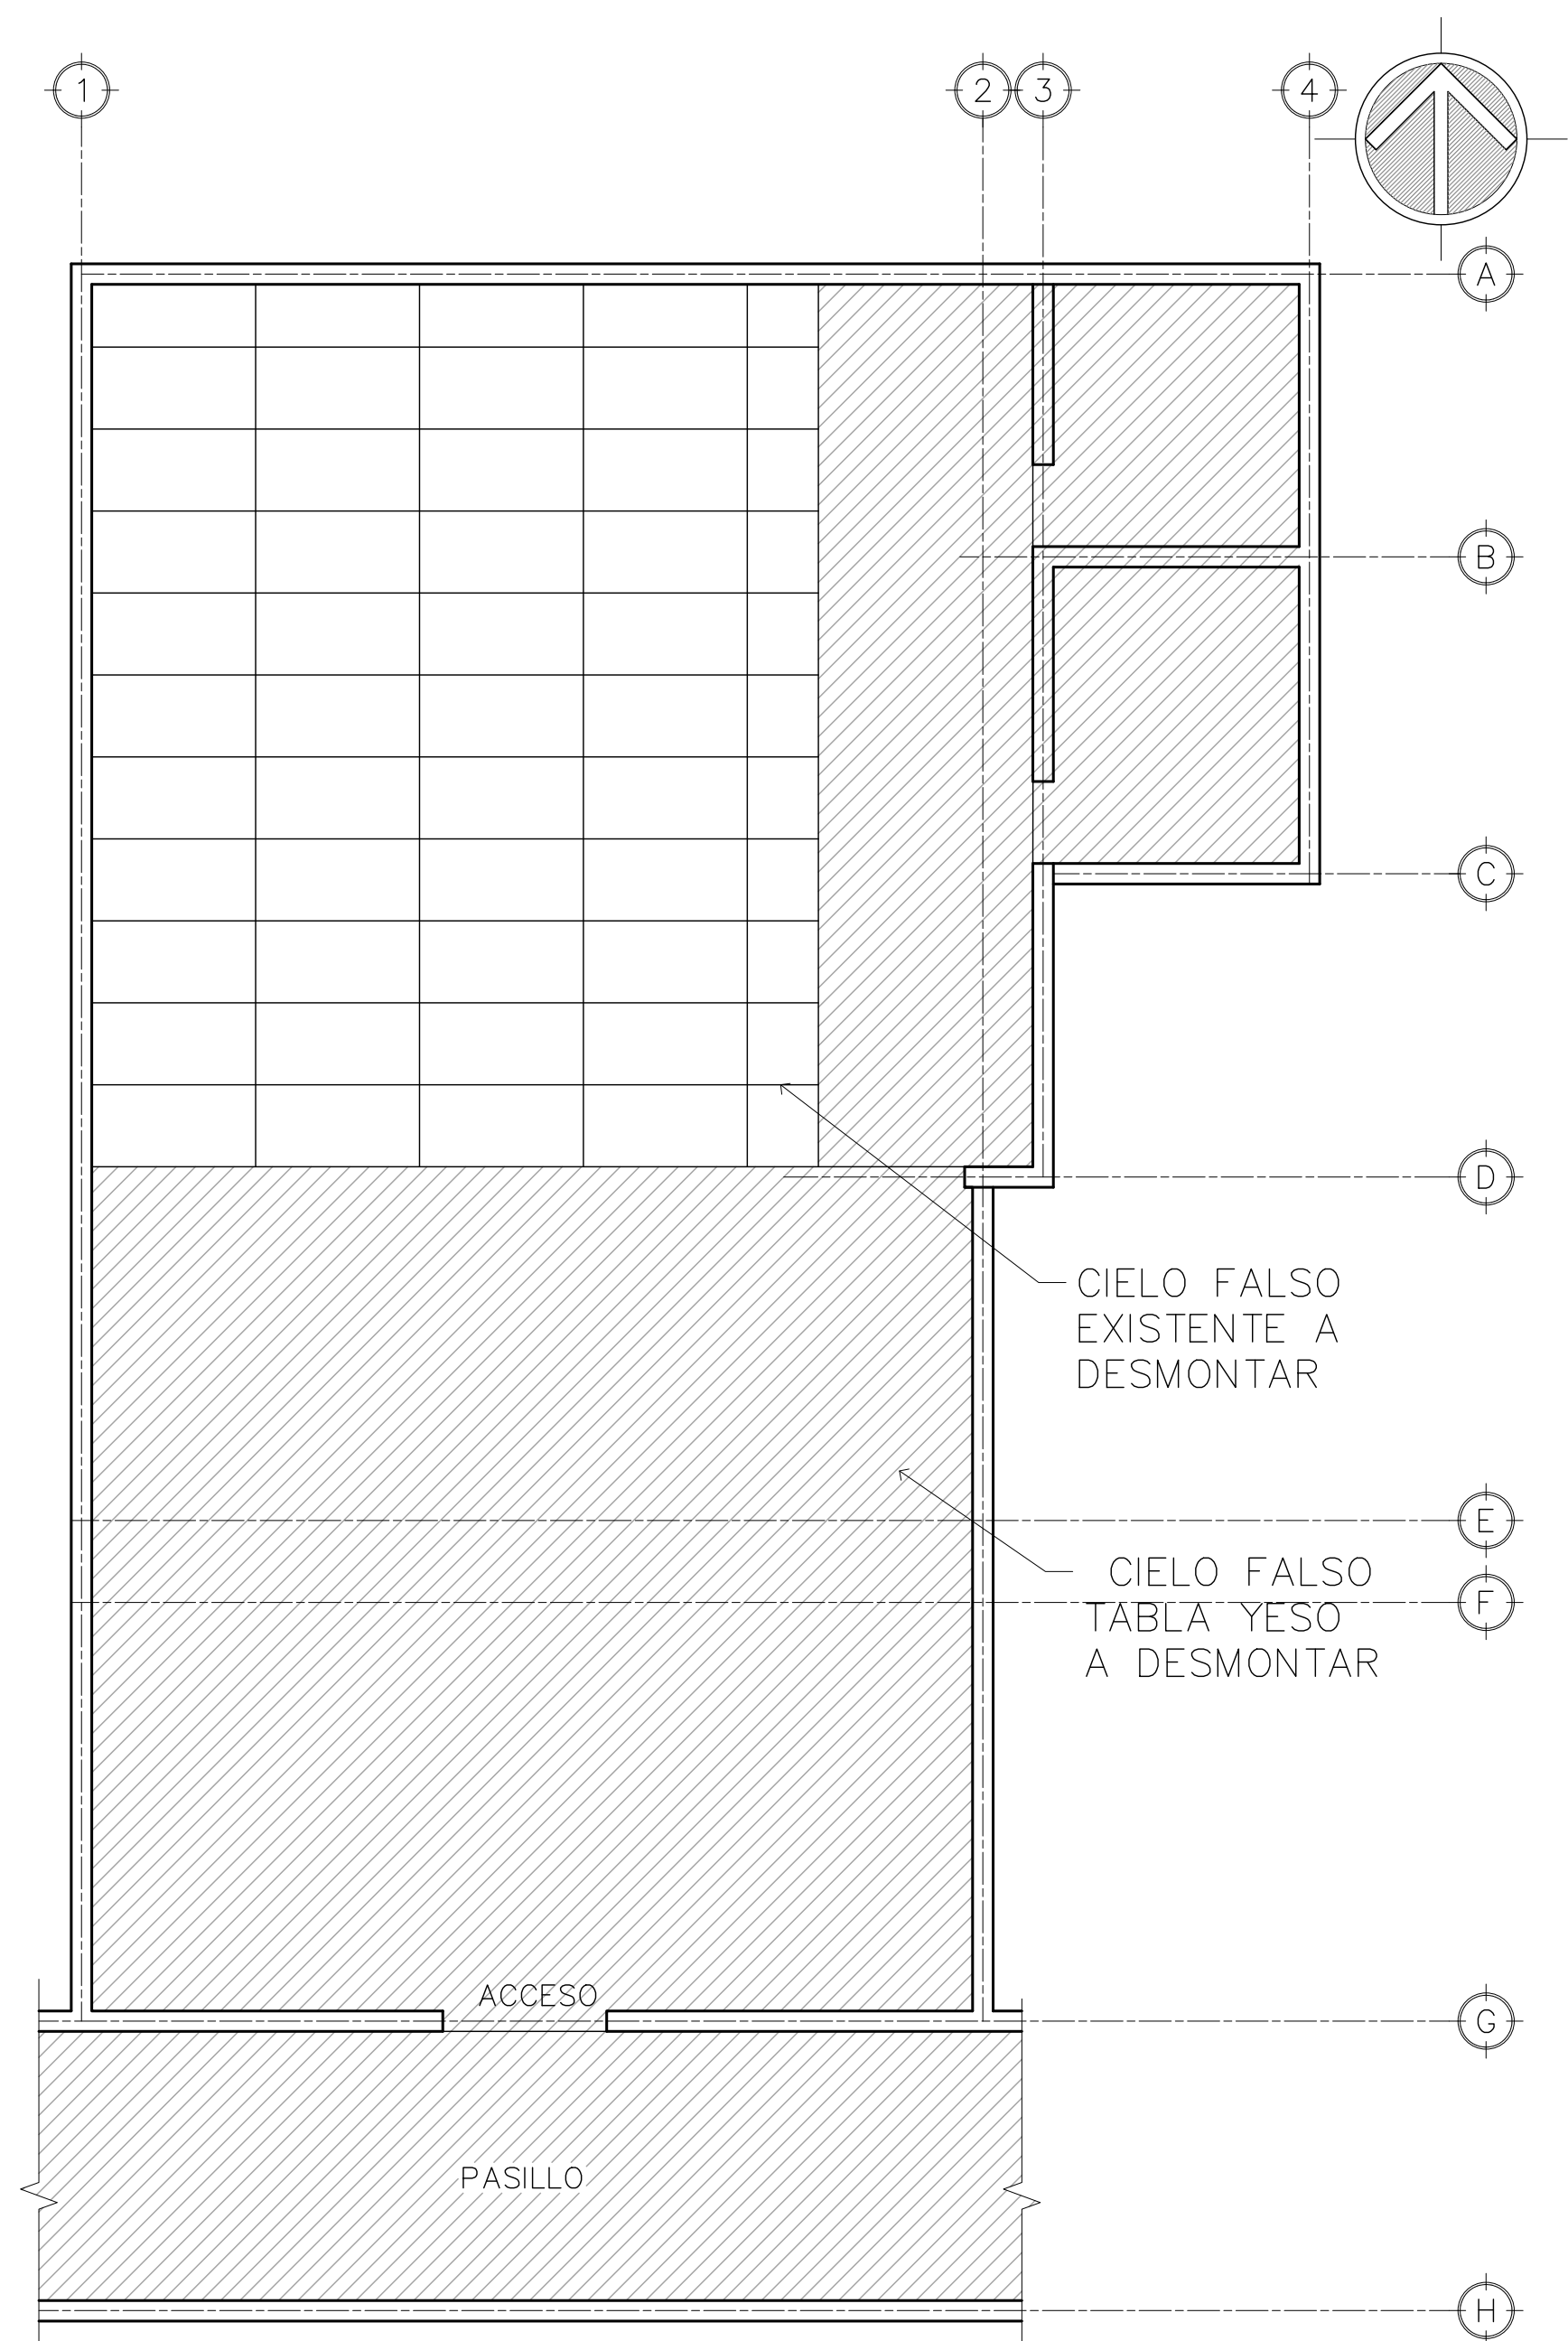 1
2
3
4
A
B
C
D
CIELO FALSO
EXISTENTE A
DESMONTAR
E
CIELO FALSO
F
TABLA YESO
A DESMONTAR
ACCESO
G
PASILLO
H